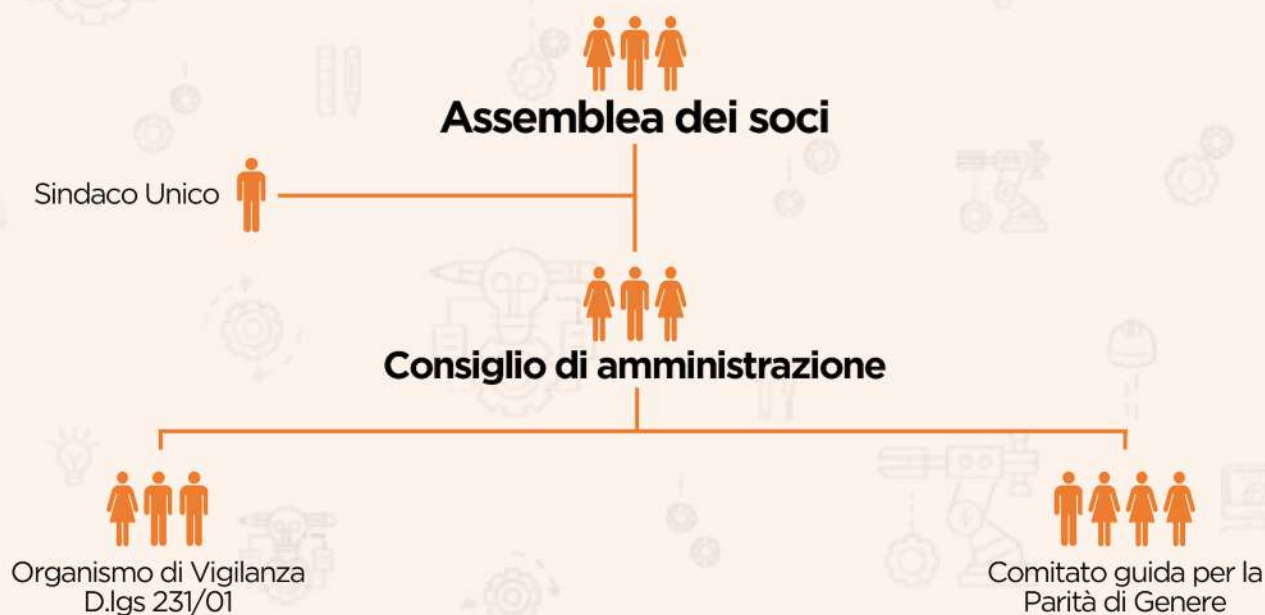 Assemblea dei soci
Sindaco Unico
Consiglio di amministrazione
Organismo di Vigilanza
D.lgs 231/01
Comitato guida per la
Parità di Genere